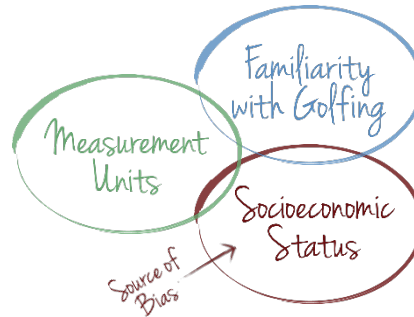 Familiarity
with Golfing
Measurement
Units
Socioeconomic
Status
Source of
Bias